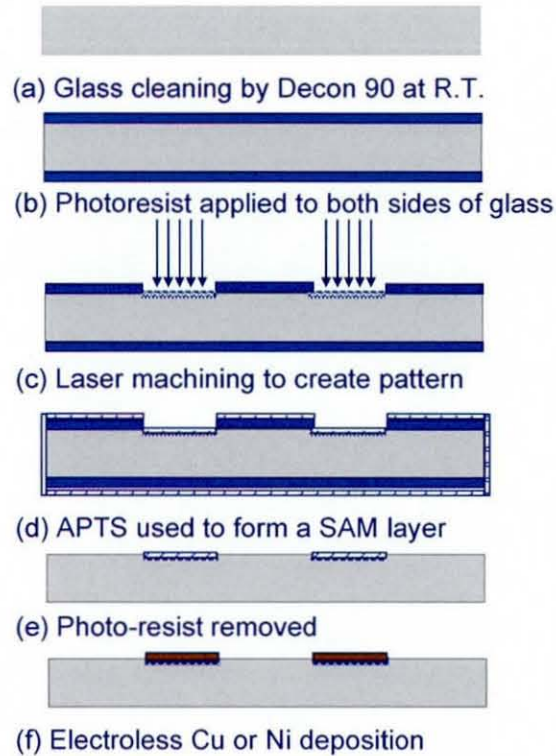 (a) Glass cleaning by Decon 90 at R.T.
(b) Photoresist applied to both sides of glass
(c) Laser machining to create pattern
(d) APTS used to form a SAM layer
(e) Photo-resist removed
(f) Electroless Cu or Ni deposition